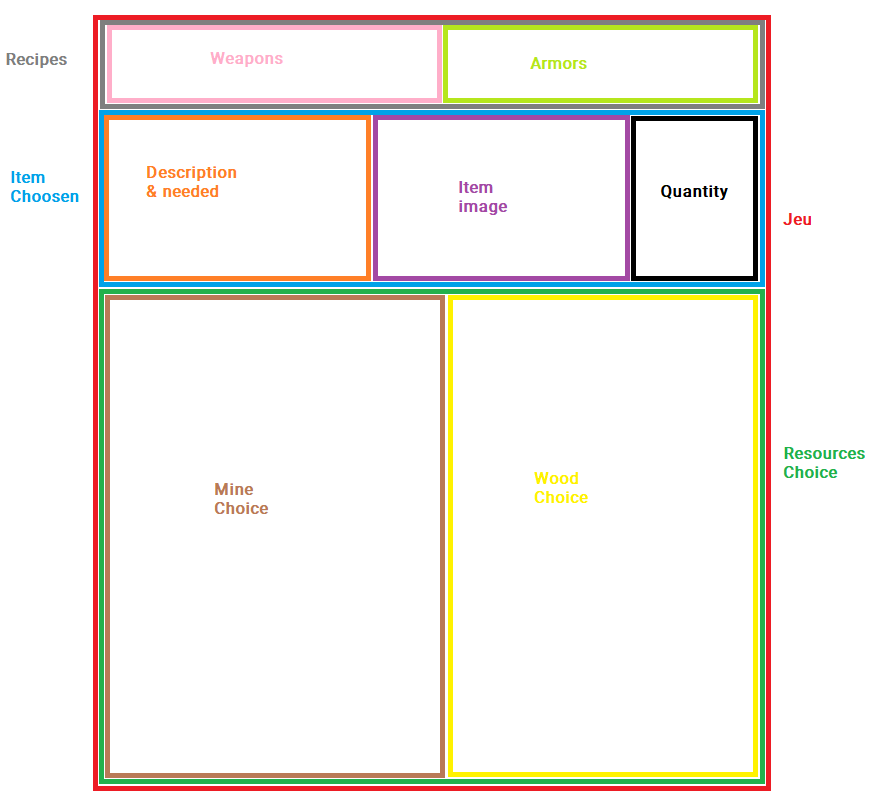 Recipes
Weapons
Armors
Item
Choosen
Description
& needed
Item
image
Quantity
Jeu
Mine
Choice
Wood
Choice
Resources
Choice